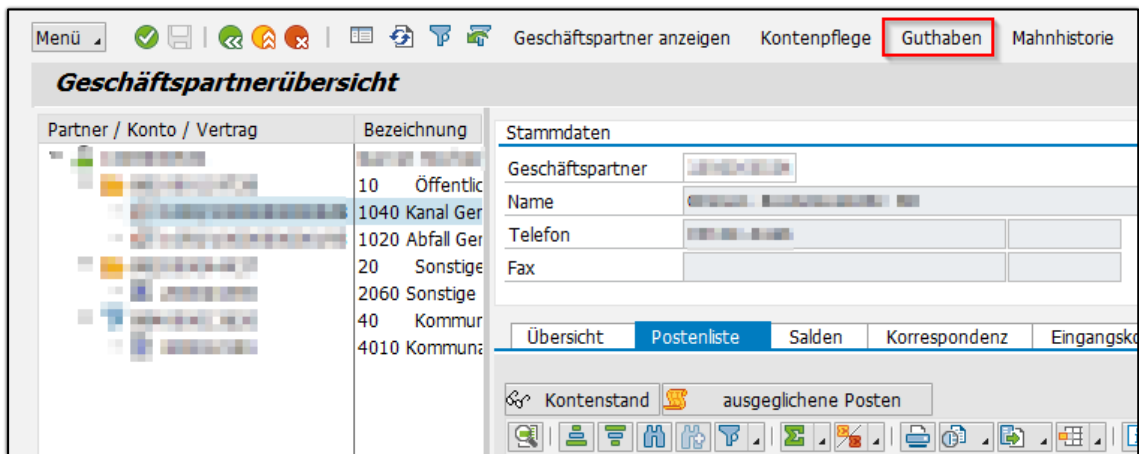 Menü Geschäftspartner anzeigen Kontenpflege Guthaben Mahnhistorie
Geschäftspartnerübersicht
Partner / Konto / Vertrag Bezeichnung
10 Öffentlic
1040 Kanal Ger
1020 Abfall Ger
20 Sonstige
2060 Sonstige
40 Kommur
4010 Kommuna
Stammdaten
Geschäftspartner
Name
Telefon
Fax
Übersicht Postenliste Salden Korrespondenz Eingangsko
Kontenstand ausgeglichene Posten